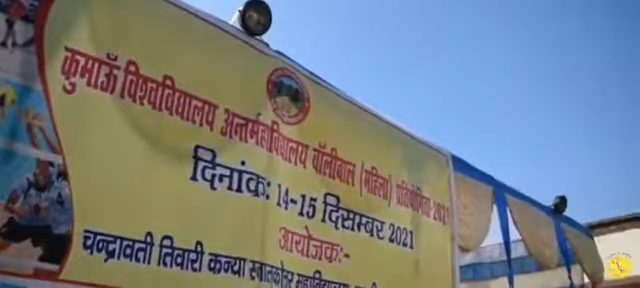 कुमाऊँ विश्वविद्यालय अन्तर्महाविद्यालय वॉलीबाल (महिला) प्रतियोगिता-2021
दिनांक: 14-15 दिसम्बर 2021
आयोजक:-
चन्द्रावती तिवारी कन्या स्नातकोत्तर महाविद्यालय